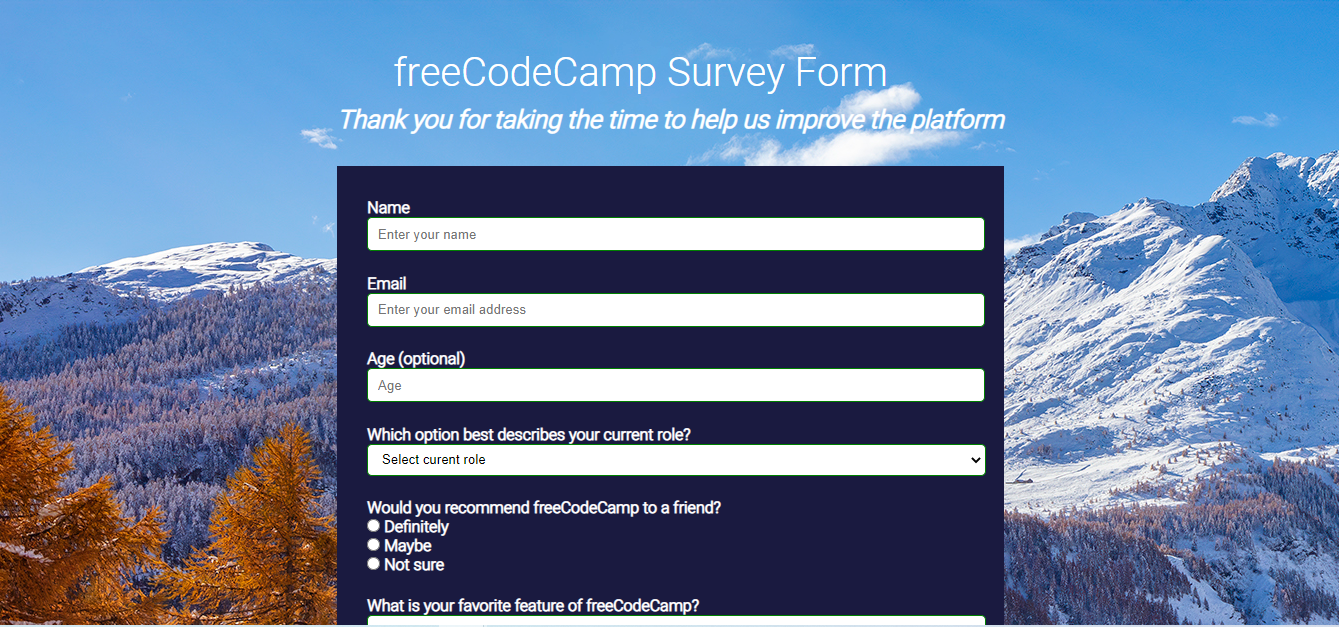 freeCodeCamp Survey Form
Thank you for taking the time to help us improve the platform
Name
Enter your name
Email
Enter your email address
Age (optional)
Age
Which option best describes your current role?
Select curent role
Would you recommend freeCodeCamp to a friend?
Definitely
Maybe
Not sure
What is your favorite feature of freeCodeCamp?